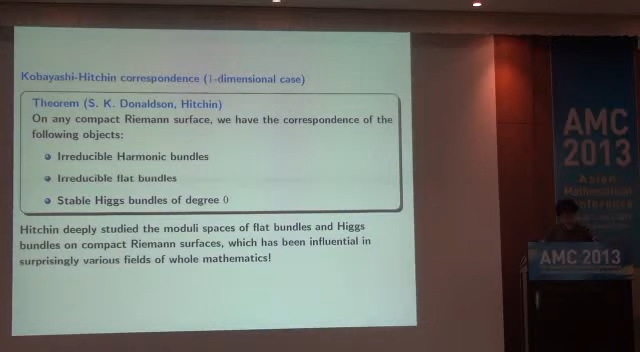 Kobayashi-Hitchin correspondence (1-dimensional case)
Theorem (S. K. Donaldson, Hitchin)
On any compact Riemann surface, we have the correspondence of the
following objects:
Irreducible Harmonic bundles
Irreducible flat bundles
Stable Higgs bundles of degree 0
Hitchin deeply studied the moduli spaces of flat bundles and Higgs
bundles on compact Riemann surfaces, which has been influential in
surprisingly various fields of whole mathematics!
AMC
2013
Asian
Mathematical
Conference
AMC 2013